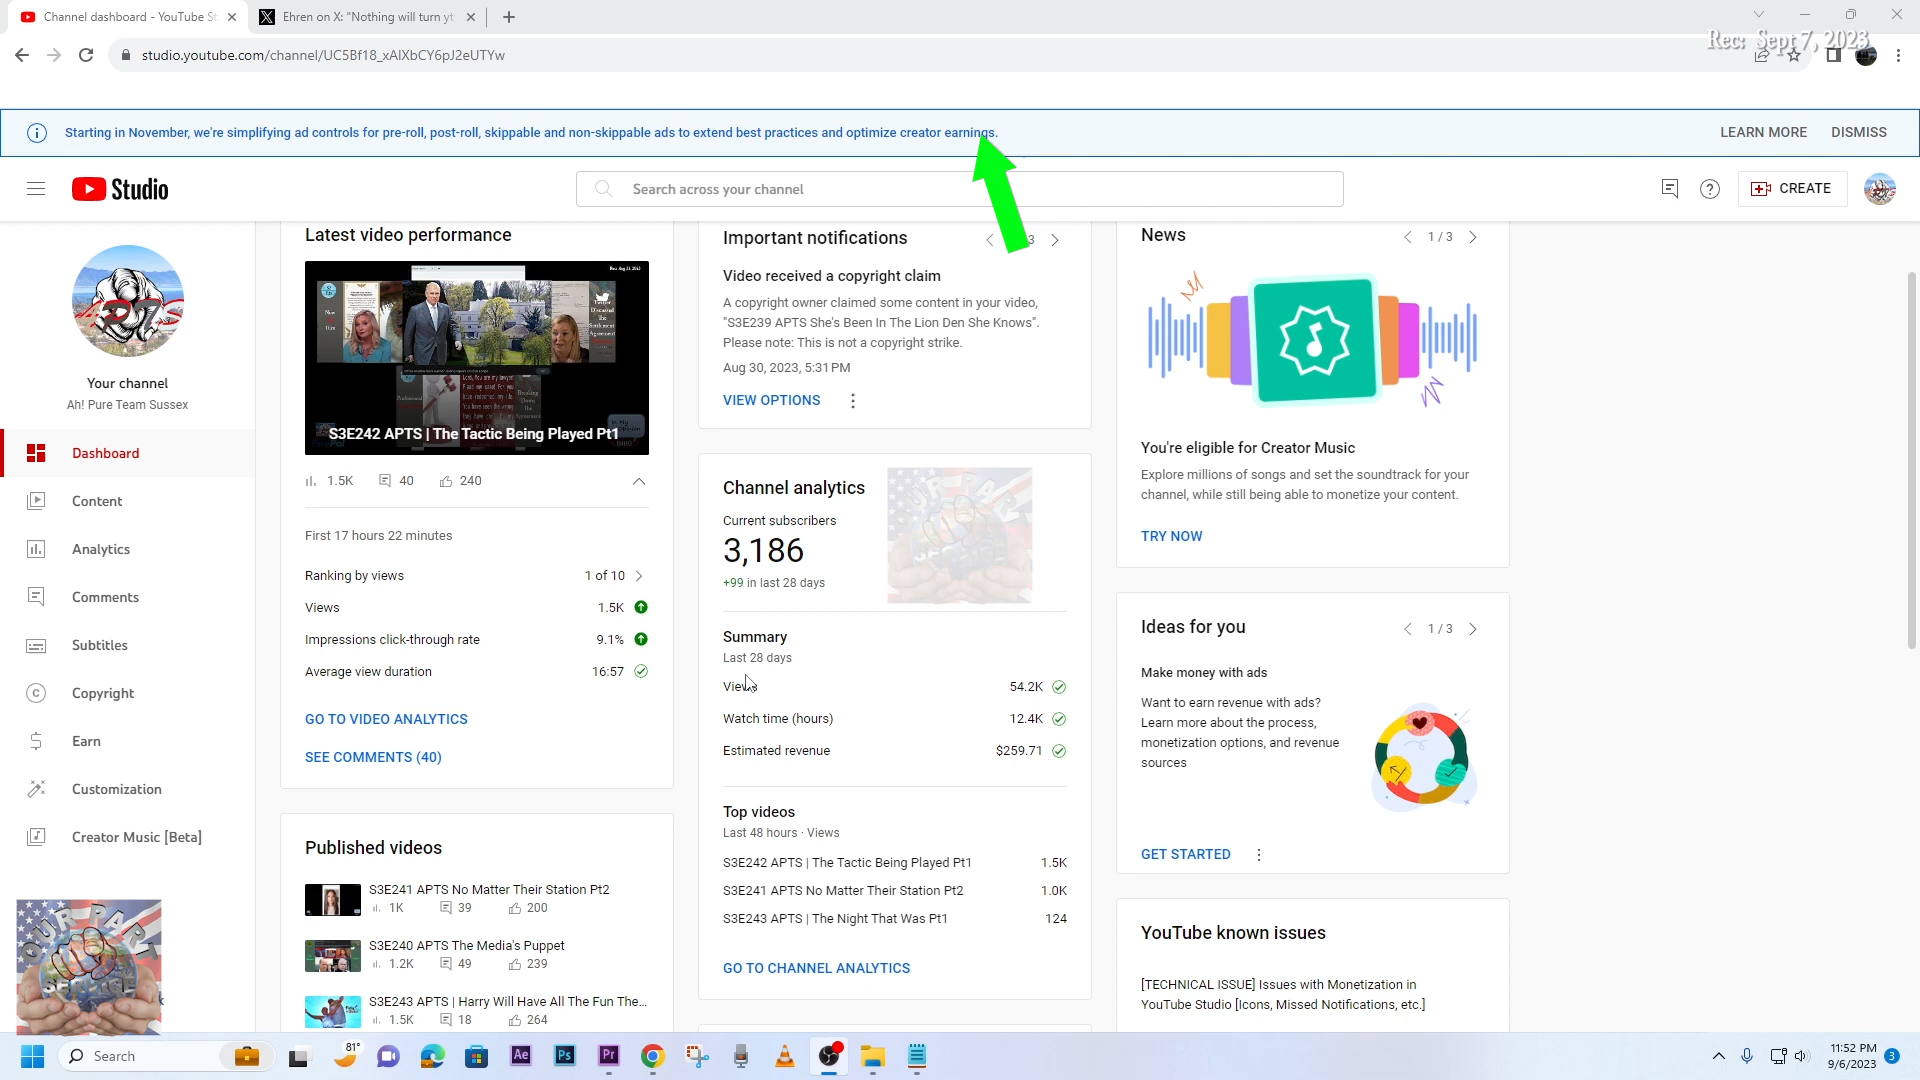 Channel dashboard - YouTube St
Ehren on X: "Nothing will turn yt
studio.youtube.com/channel/UC5Bf18_xAlXbCY6pJ2eUTYw
Rec: Sept 7, 2023
Starting in November, we're simplifying ad controls for pre-roll, post-roll, skippable and non-skippable ads to extend best practices and optimize creator earnings.
LEARN MORE
DISMISS
Studio
Search across your channel
CREATE
Your channel
Ah! Pure Team Sussex
Dashboard
Content
Analytics
Comments
Subtitles
Copyright
Earn
Customization
Creator Music [Beta]
OUR PART
SERVICE
Latest video performance
S3E242 APTS | The Tactic Being Played Pt1
1.5K 40 240
First 17 hours 22 minutes
Ranking by views 1 of 10
Views 1.5K
Impressions click-through rate 9.1%
Average view duration 16:57
GO TO VIDEO ANALYTICS
SEE COMMENTS (40)
Published videos
S3E241 APTS No Matter Their Station Pt2
1K 39 200
S3E240 APTS The Media's Puppet
1.2K 49 239
S3E243 APTS | Harry Will Have All The Fun The...
1.5K 18 264
Important notifications
3
Video received a copyright claim
A copyright owner claimed some content in your video,
"S3E239 APTS She's Been In The Lion Den She Knows".
Please note: This is not a copyright strike.
Aug 30, 2023, 5:31 PM
VIEW OPTIONS
Channel analytics
Current subscribers
3,186
+99 in last 28 days
Summary
Last 28 days
Views 54.2K
Watch time (hours) 12.4K
Estimated revenue $259.71
Top videos
Last 48 hours · Views
S3E242 APTS | The Tactic Being Played Pt1 1.5K
S3E241 APTS No Matter Their Station Pt2 1.0K
S3E243 APTS | The Night That Was Pt1 124
GO TO CHANNEL ANALYTICS
News
1 / 3
You're eligible for Creator Music
Explore millions of songs and set the soundtrack for your
channel, while still being able to monetize your content.
TRY NOW
Ideas for you
1 / 3
Make money with ads
Want to earn revenue with ads?
Learn more about the process,
monetization options, and revenue
sources
GET STARTED
YouTube known issues
[TECHNICAL ISSUE] Issues with Monetization in
YouTube Studio [Icons, Missed Notifications, etc.]
Search
81°
Ae
Ps
Pr
11:52 PM
9/6/2023
3